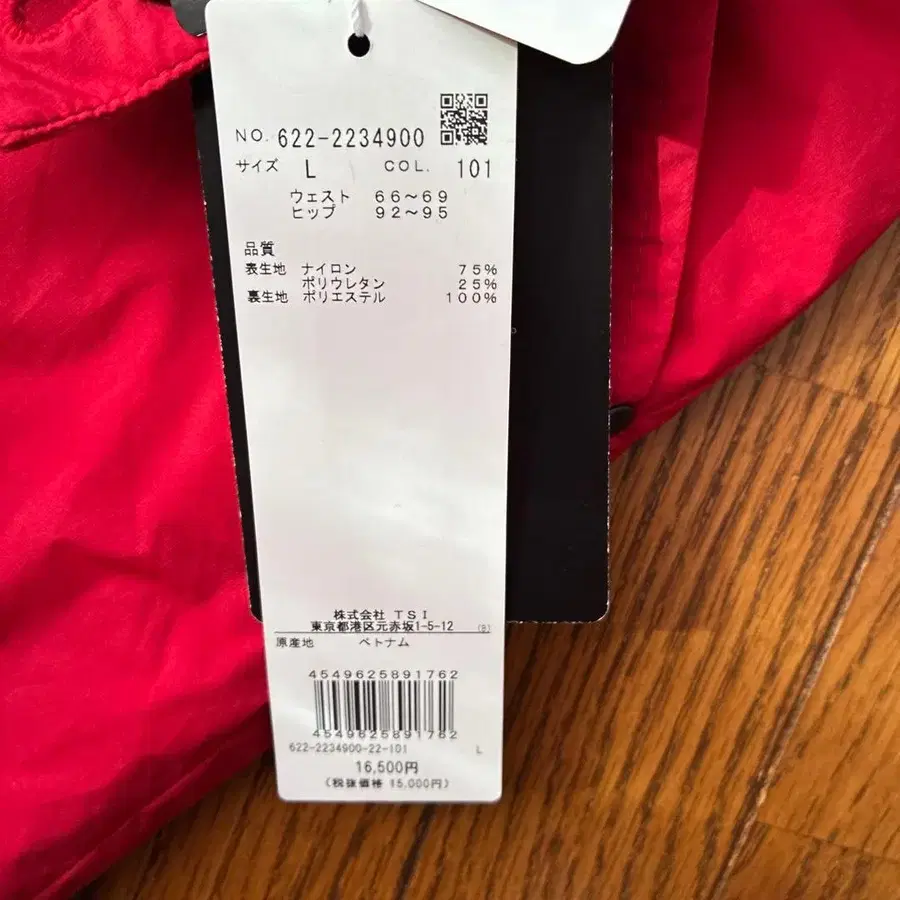 NO. 622-2234900
サイズ L COL. 101
ウェスト 66～69
ヒップ 92～95
品質
表生地 ナイロン 75%
ポリウレタン 25%
裏生地 ポリエステル 100%
株式会社 TSI
東京都港区元赤坂1-5-12 (B)
原産地 ベトナム
4549625891762
4549625891762
622-2234900-22-101 L
16,500円
(税抜価格 15,000円)